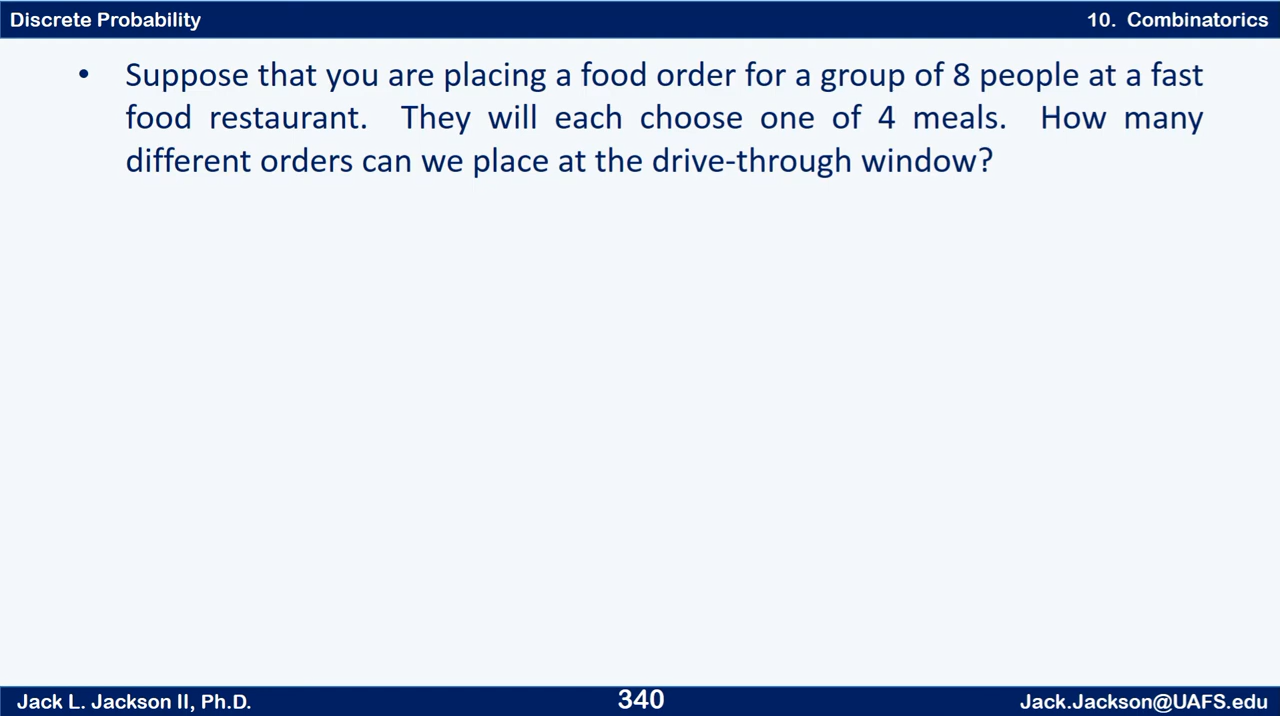 Discrete Probability
10. Combinatorics
• Suppose that you are placing a food order for a group of 8 people at a fast
food restaurant. They will each choose one of 4 meals. How many
different orders can we place at the drive-through window?
Jack L. Jackson II, Ph.D.
340
Jack.Jackson@UAFS.edu